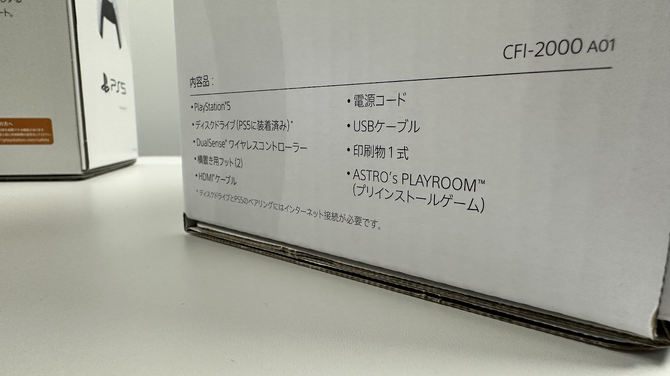 ート。
PS5
CFI-2000 A01
内容品：
•PlayStation®5
•ディスクドライブ(PS5に装着済み)*
•DualSense®ワイヤレスコントローラー
•横置き用フット(2)
•HDMI®ケーブル
•電源コード
•USBケーブル
•印刷物1式
•ASTRO's PLAYROOM™
(プリインストールゲーム)
*ディスクドライブとPS5のペアリングにはインターネット接続が必要です。